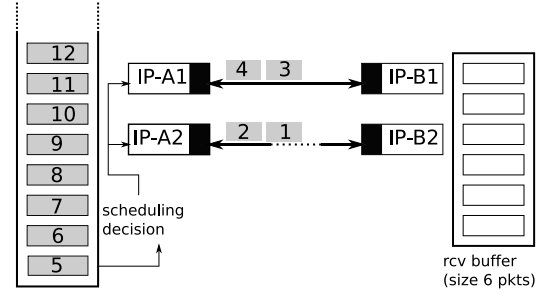 12
11
10
9
8
7
6
5
IP-A1
4 3
IP-B1
IP-A2
2 1
IP-B2
scheduling
decision
rcv buffer
(size 6 pkts)